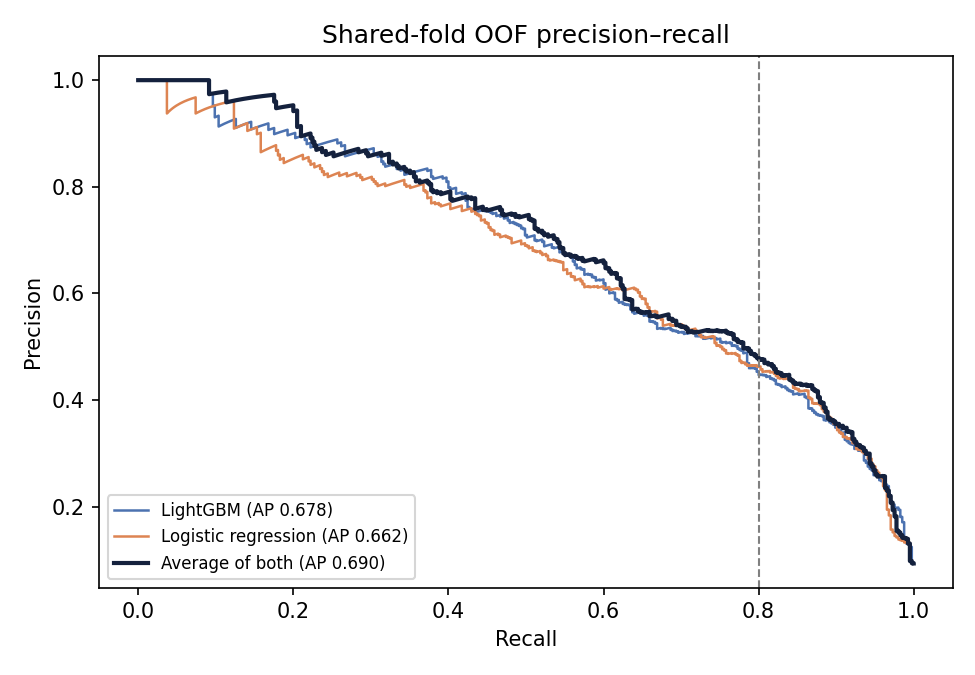 Shared-fold OOF precision–recall
Precision
1.0
0.8
0.6
0.4
0.2
LightGBM (AP 0.678)
Logistic regression (AP 0.662)
Average of both (AP 0.690)
0.0 0.2 0.4 0.6 0.8 1.0
Recall